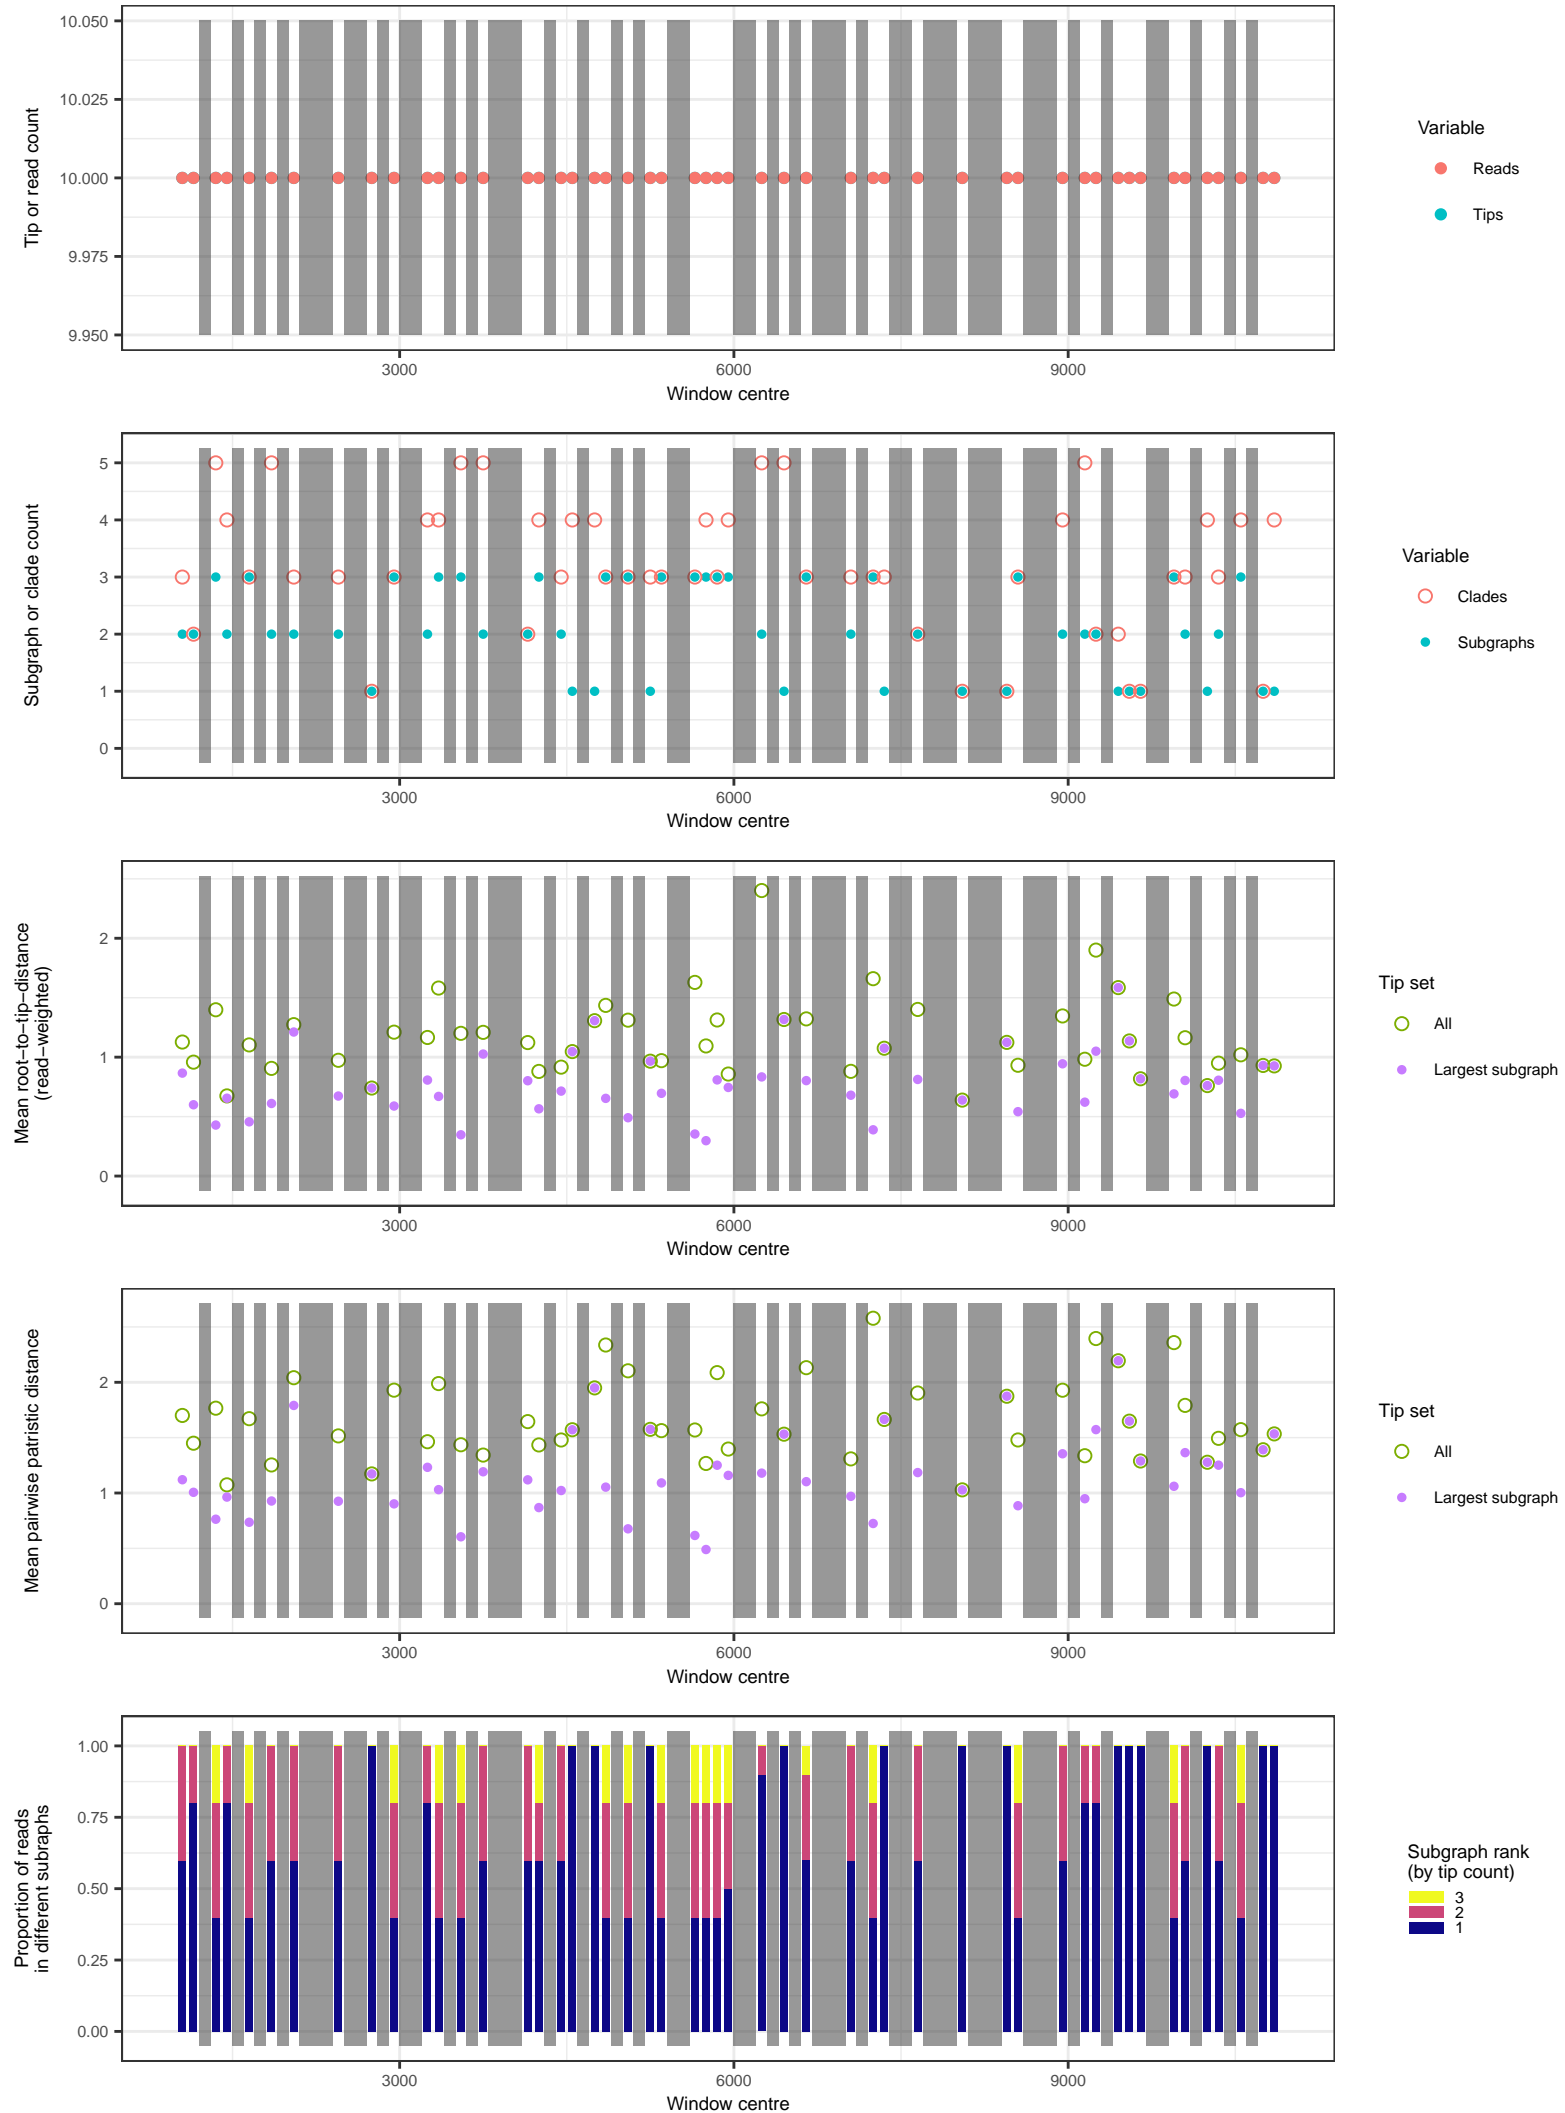 10.050
10.025
10.000
9.975
9.950
Tip or read count
3000
6000
9000
Window centre
Variable
Reads
Tips
5
4
3
2
1
0
Subgraph or clade count
3000
6000
9000
Window centre
Variable
Clades
Subgraphs
2
1
0
Mean root−to−tip−distance
(read−weighted)
3000
6000
9000
Window centre
Tip set
All
Largest subgraph
2
1
0
Mean pairwise patristic distance
3000
6000
9000
Window centre
Tip set
All
Largest subgraph
1.00
0.75
0.50
0.25
0.00
Proportion of reads
in different subraphs
3000
6000
9000
Window centre
Subgraph rank
(by tip count)
3
2
1